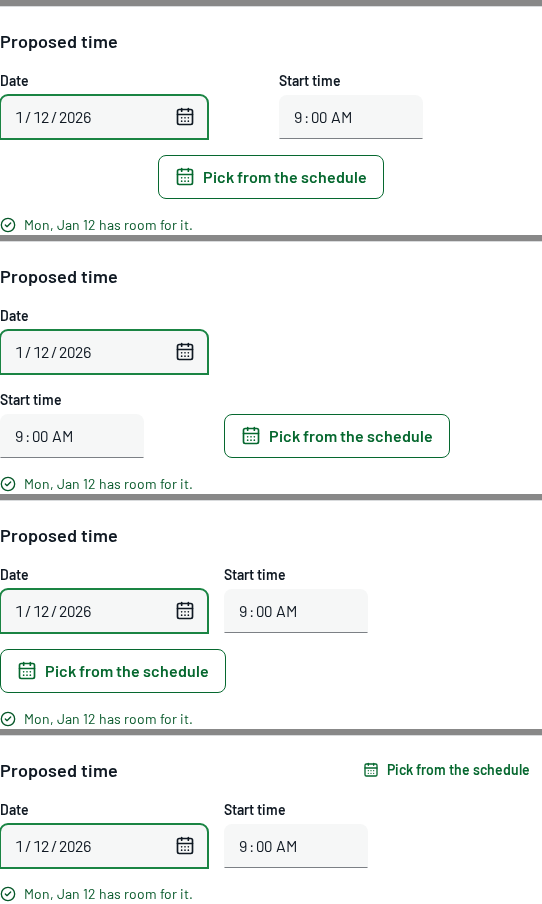 Proposed time
Date
Start time
1/12/2026
9:00 AM
Pick from the schedule
Mon, Jan 12 has room for it.
Proposed time
Date
1/12/2026
Start time
9:00 AM
Pick from the schedule
Mon, Jan 12 has room for it.
Proposed time
Date
Start time
1/12/2026
9:00 AM
Pick from the schedule
Mon, Jan 12 has room for it.
Proposed time
Pick from the schedule
Date
Start time
1/12/2026
9:00 AM
Mon, Jan 12 has room for it.